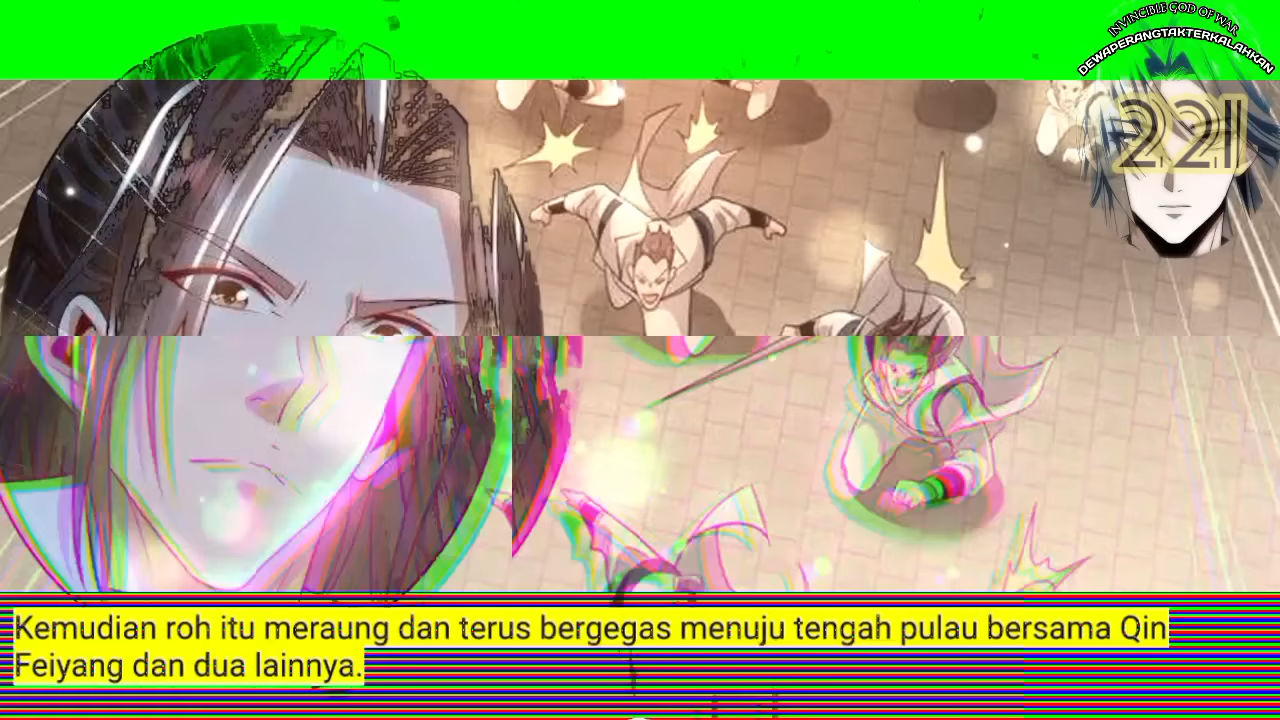 INVINCIBLE GOD OF WAR
DEWAPERANGTAKTERKALAHKAN
221
Kemudian roh itu meraung dan terus bergegas menuju tengah pulau bersama Qin
Feiyang dan dua lainnya.